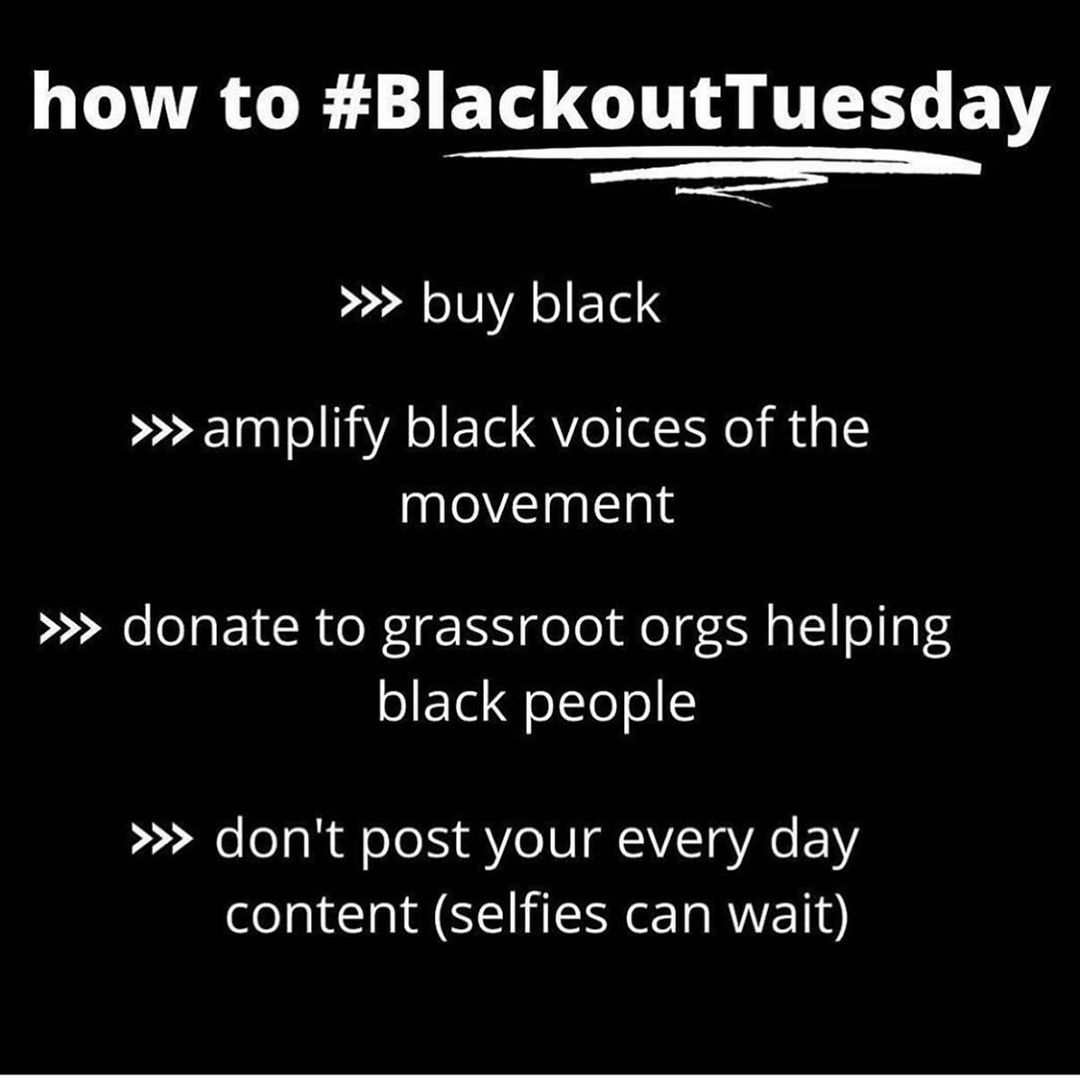 how to #BlackoutTuesday
>>> buy black
>>> amplify black voices of the
movement
>>> donate to grassroot orgs helping
black people
>>> don't post your every day
content (selfies can wait)